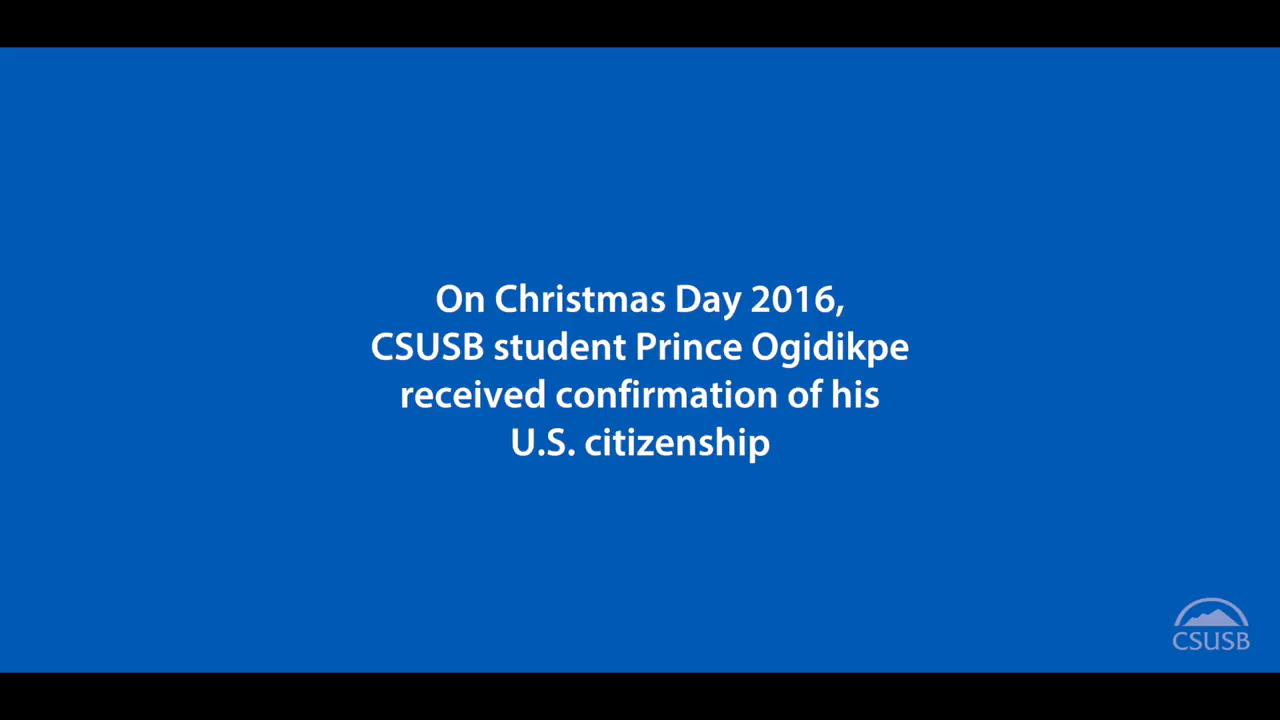 On Christmas Day 2016,
CSUSB student Prince Ogidikpe
received confirmation of his
U.S. citizenship
CSUSB